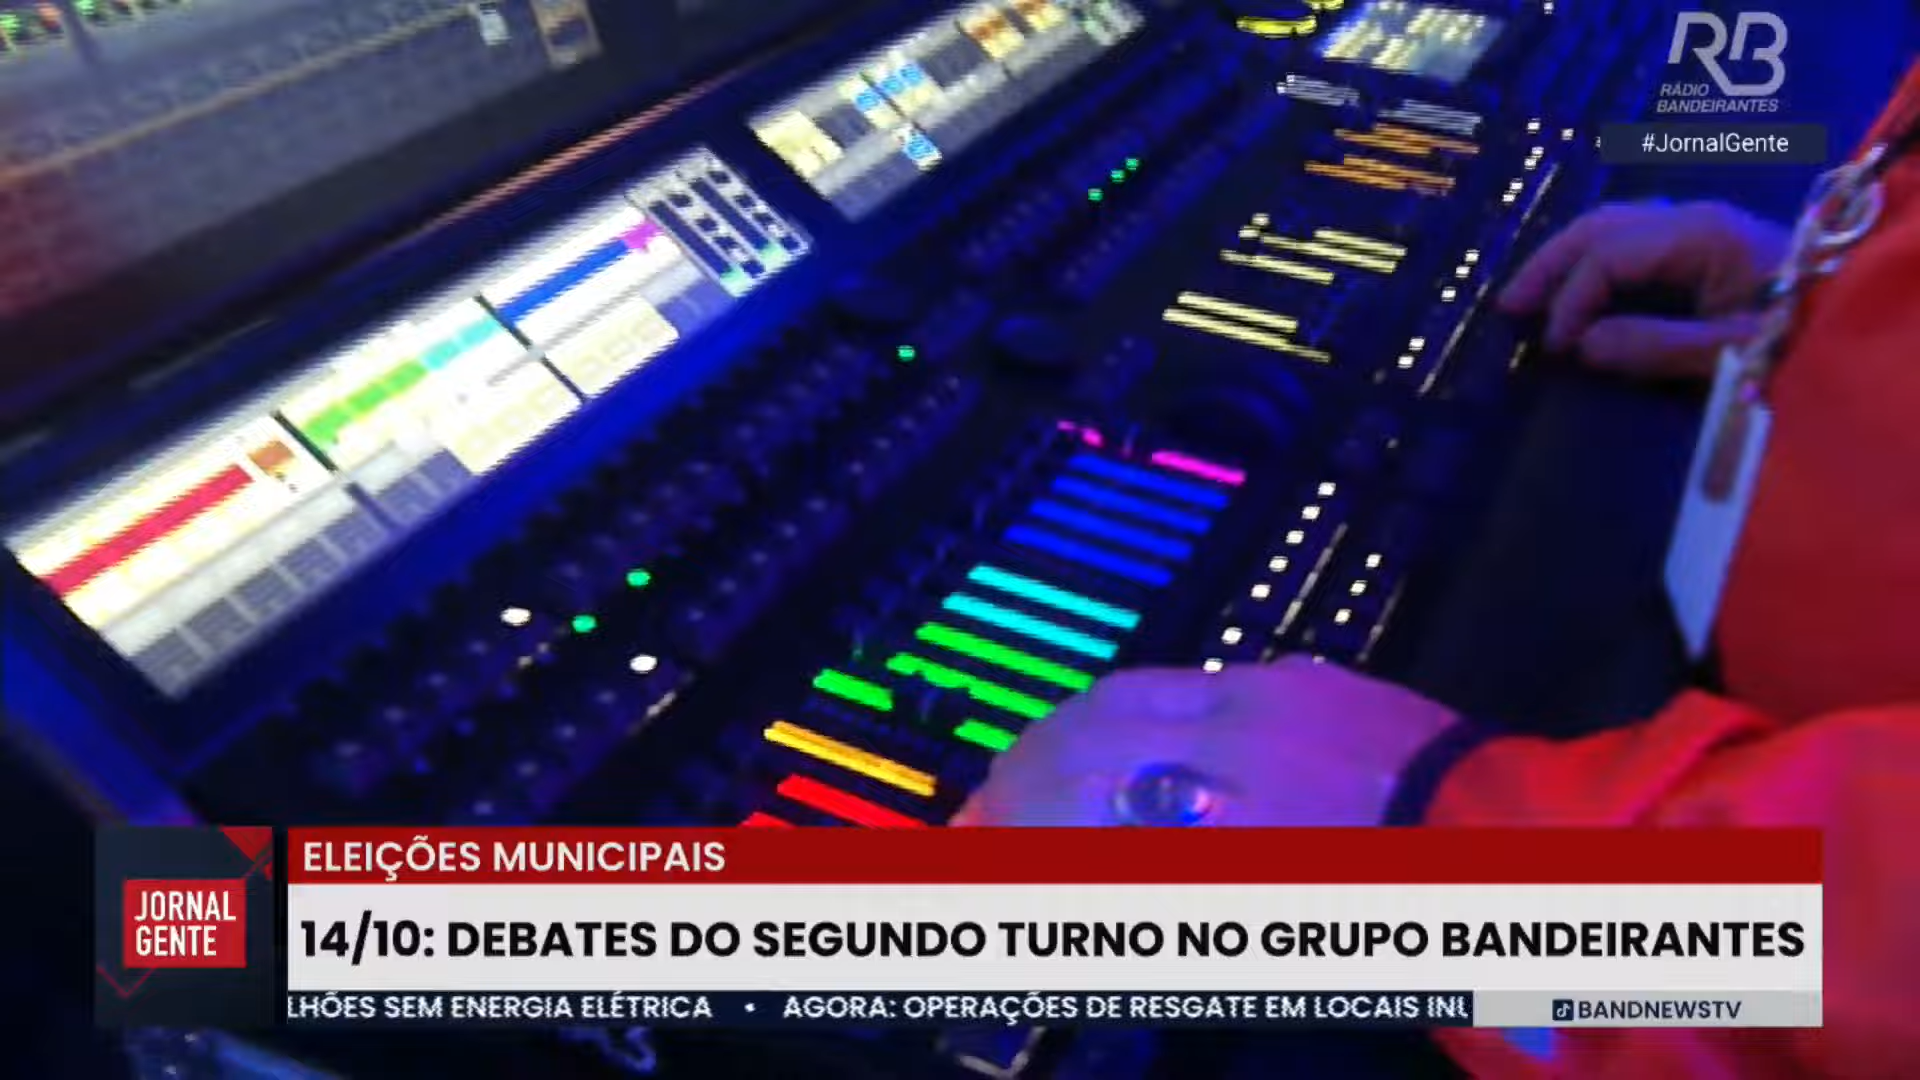 RB
RÁDIO
BANDEIRANTES
#JornalGente
ELEIÇÕES MUNICIPAIS
JORNAL
GENTE
14/10: DEBATES DO SEGUNDO TURNO NO GRUPO BANDEIRANTES
LHÕES SEM ENERGIA ELÉTRICA • AGORA: OPERAÇÕES DE RESGATE EM LOCAIS
BANDNEWSTV